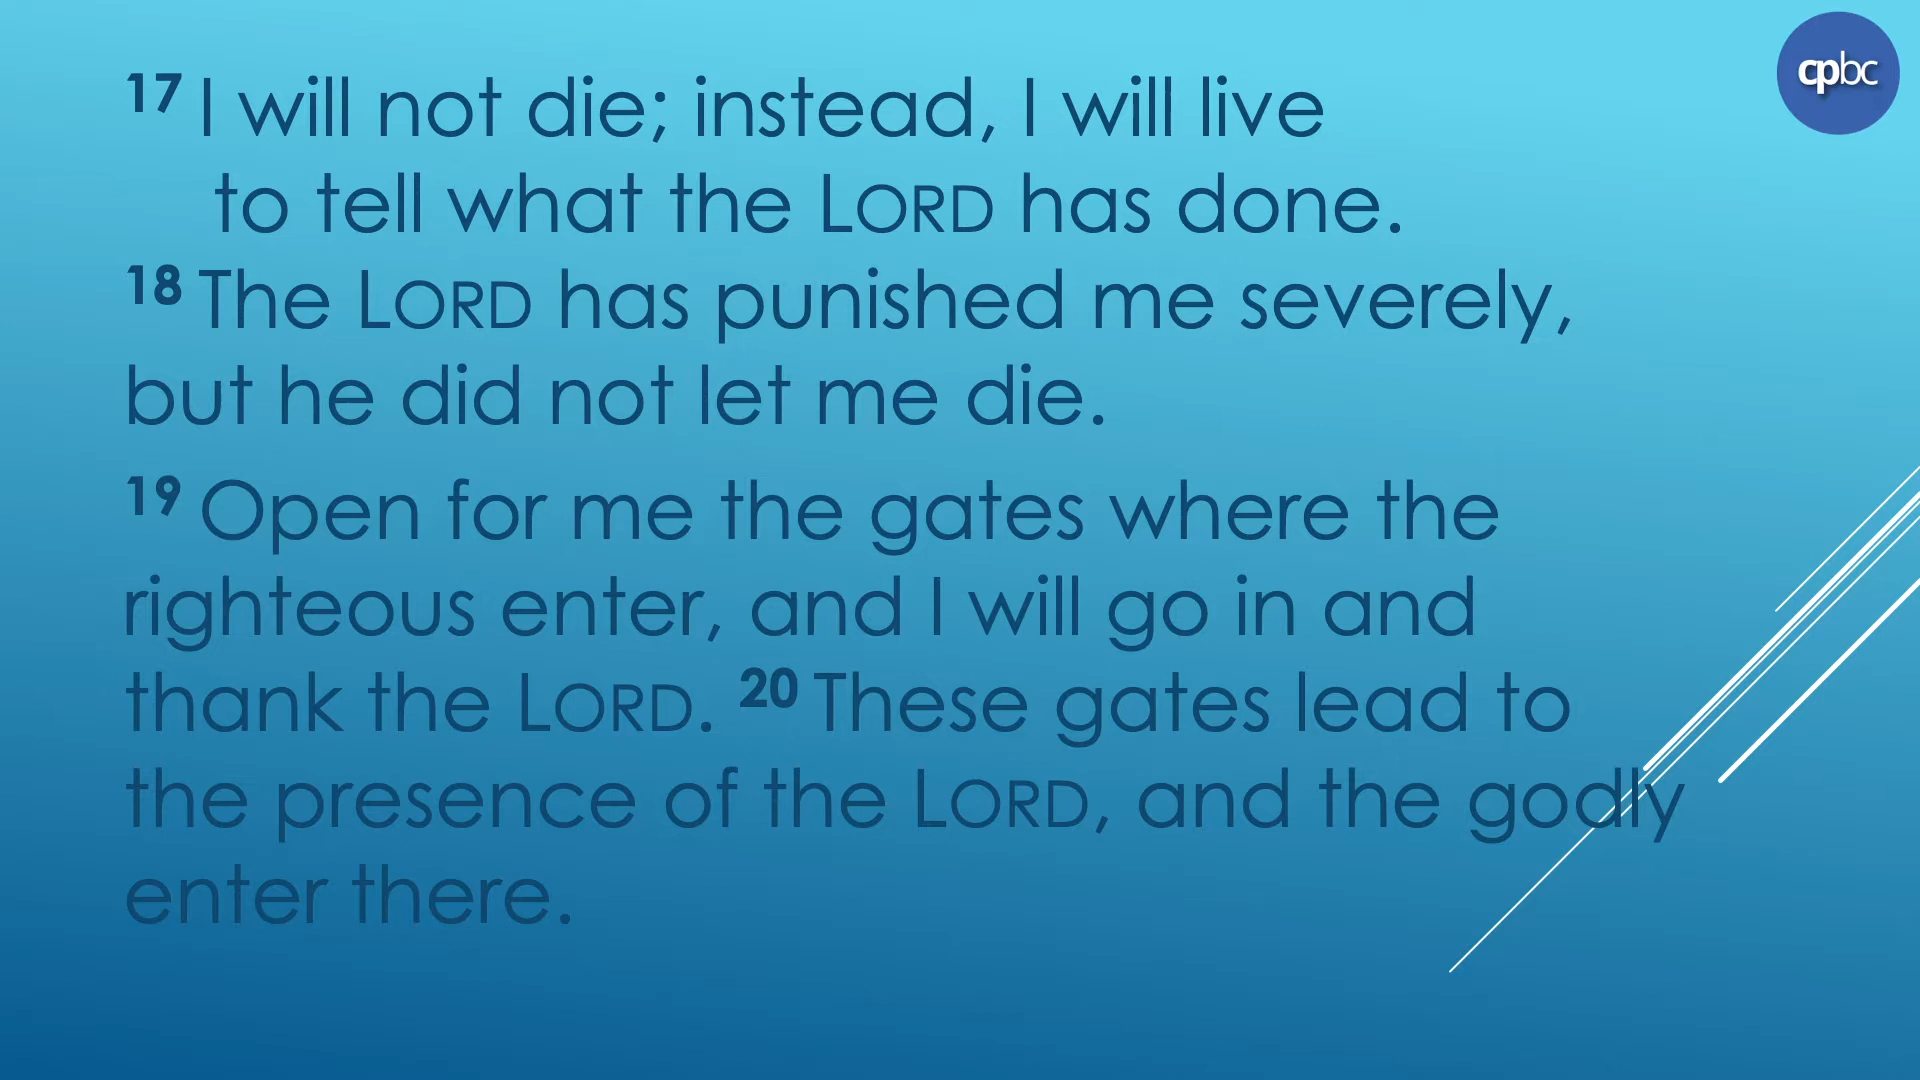 cpbc
17 I will not die; instead, I will live
to tell what the LORD has done.
18 The LORD has punished me severely,
but he did not let me die.
19 Open for me the gates where the
righteous enter, and I will go in and
thank the LORD. 20 These gates lead to
the presence of the LORD, and the godly
enter there.